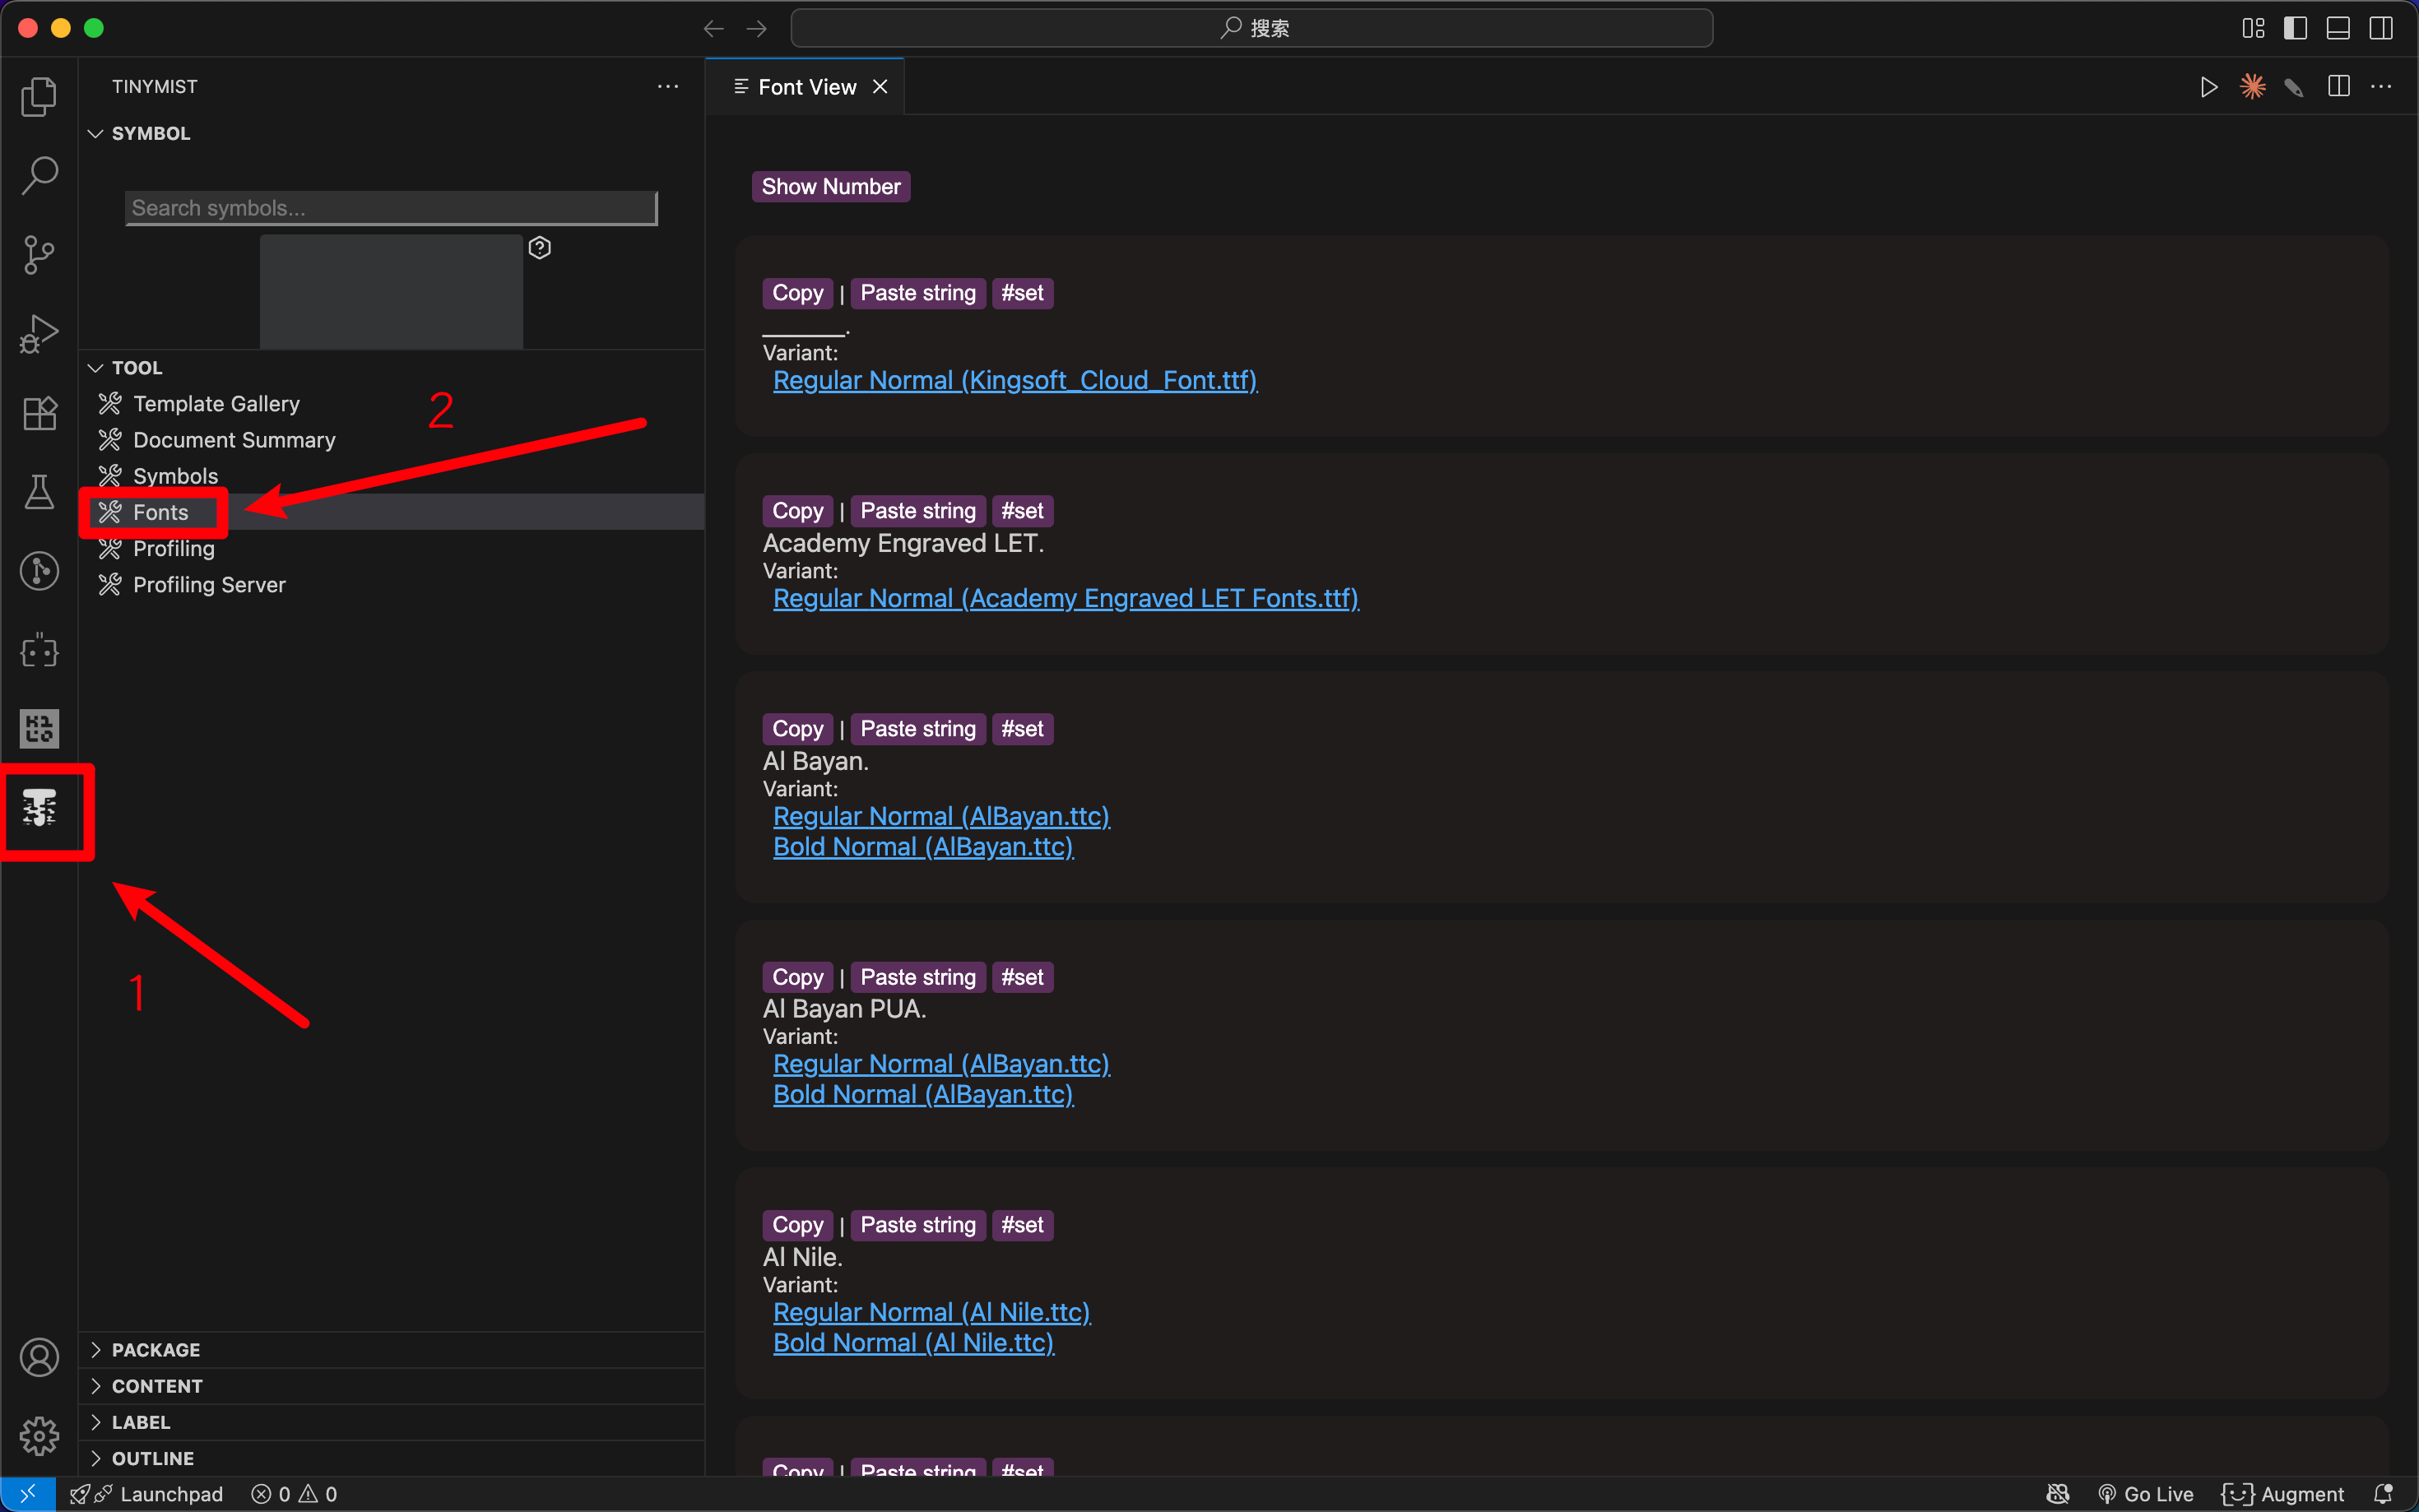 搜索
TINYMIST
SYMBOL
Search symbols...
TOOL
Template Gallery
Document Summary
Symbols
Fonts
Profiling
Profiling Server
2
1
PACKAGE
CONTENT
LABEL
OUTLINE
Font View
Show Number
Copy | Paste string #set
______.
Variant:
Regular Normal (Kingsoft_Cloud_Font.ttf)
Copy | Paste string #set
Academy Engraved LET.
Variant:
Regular Normal (Academy Engraved LET Fonts.ttf)
Copy | Paste string #set
Al Bayan.
Variant:
Regular Normal (AlBayan.ttc)
Bold Normal (AlBayan.ttc)
Copy | Paste string #set
Al Bayan PUA.
Variant:
Regular Normal (AlBayan.ttc)
Bold Normal (AlBayan.ttc)
Copy | Paste string #set
Al Nile.
Variant:
Regular Normal (Al Nile.ttc)
Bold Normal (Al Nile.ttc)
Copy | Paste string #set
Launchpad 0 0
Go Live Augment